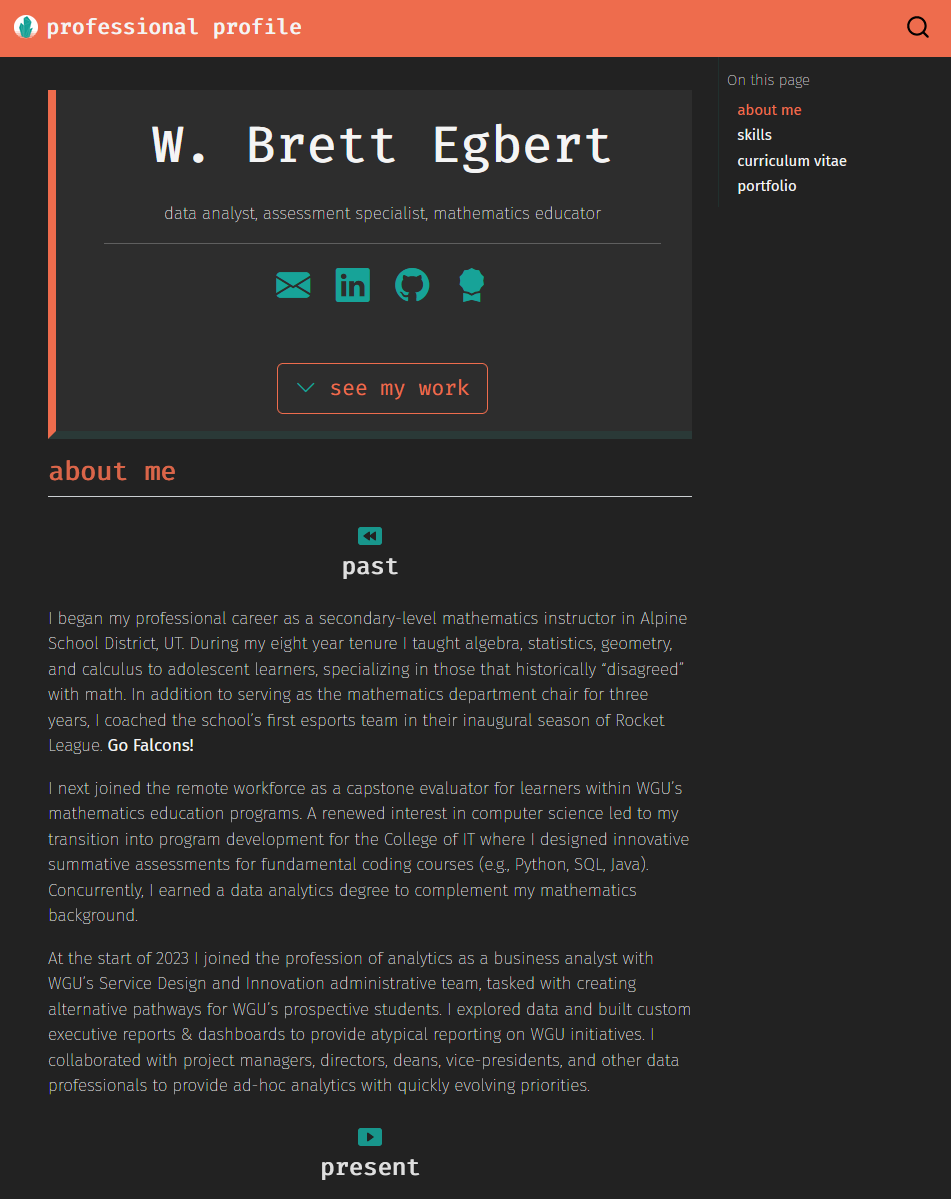 professional profile
On this page
about me
skills
curriculum vitae
portfolio
W. Brett Egbert
data analyst, assessment specialist, mathematics educator
see my work
about me
past
I began my professional career as a secondary-level mathematics instructor in Alpine
School District, UT. During my eight year tenure I taught algebra, statistics, geometry,
and calculus to adolescent learners, specializing in those that historically “disagreed”
with math. In addition to serving as the mathematics department chair for three
years, I coached the school’s first esports team in their inaugural season of Rocket
League. Go Falcons!
I next joined the remote workforce as a capstone evaluator for learners within WGU’s
mathematics education programs. A renewed interest in computer science led to my
transition into program development for the College of IT where I designed innovative
summative assessments for fundamental coding courses (e.g., Python, SQL, Java).
Concurrently, I earned a data analytics degree to complement my mathematics
background.
At the start of 2023 I joined the profession of analytics as a business analyst with
WGU’s Service Design and Innovation administrative team, tasked with creating
alternative pathways for WGU’s prospective students. I explored data and built custom
executive reports & dashboards to provide atypical reporting on WGU initiatives. I
collaborated with project managers, directors, deans, vice-presidents, and other data
professionals to provide ad-hoc analytics with quickly evolving priorities.
present